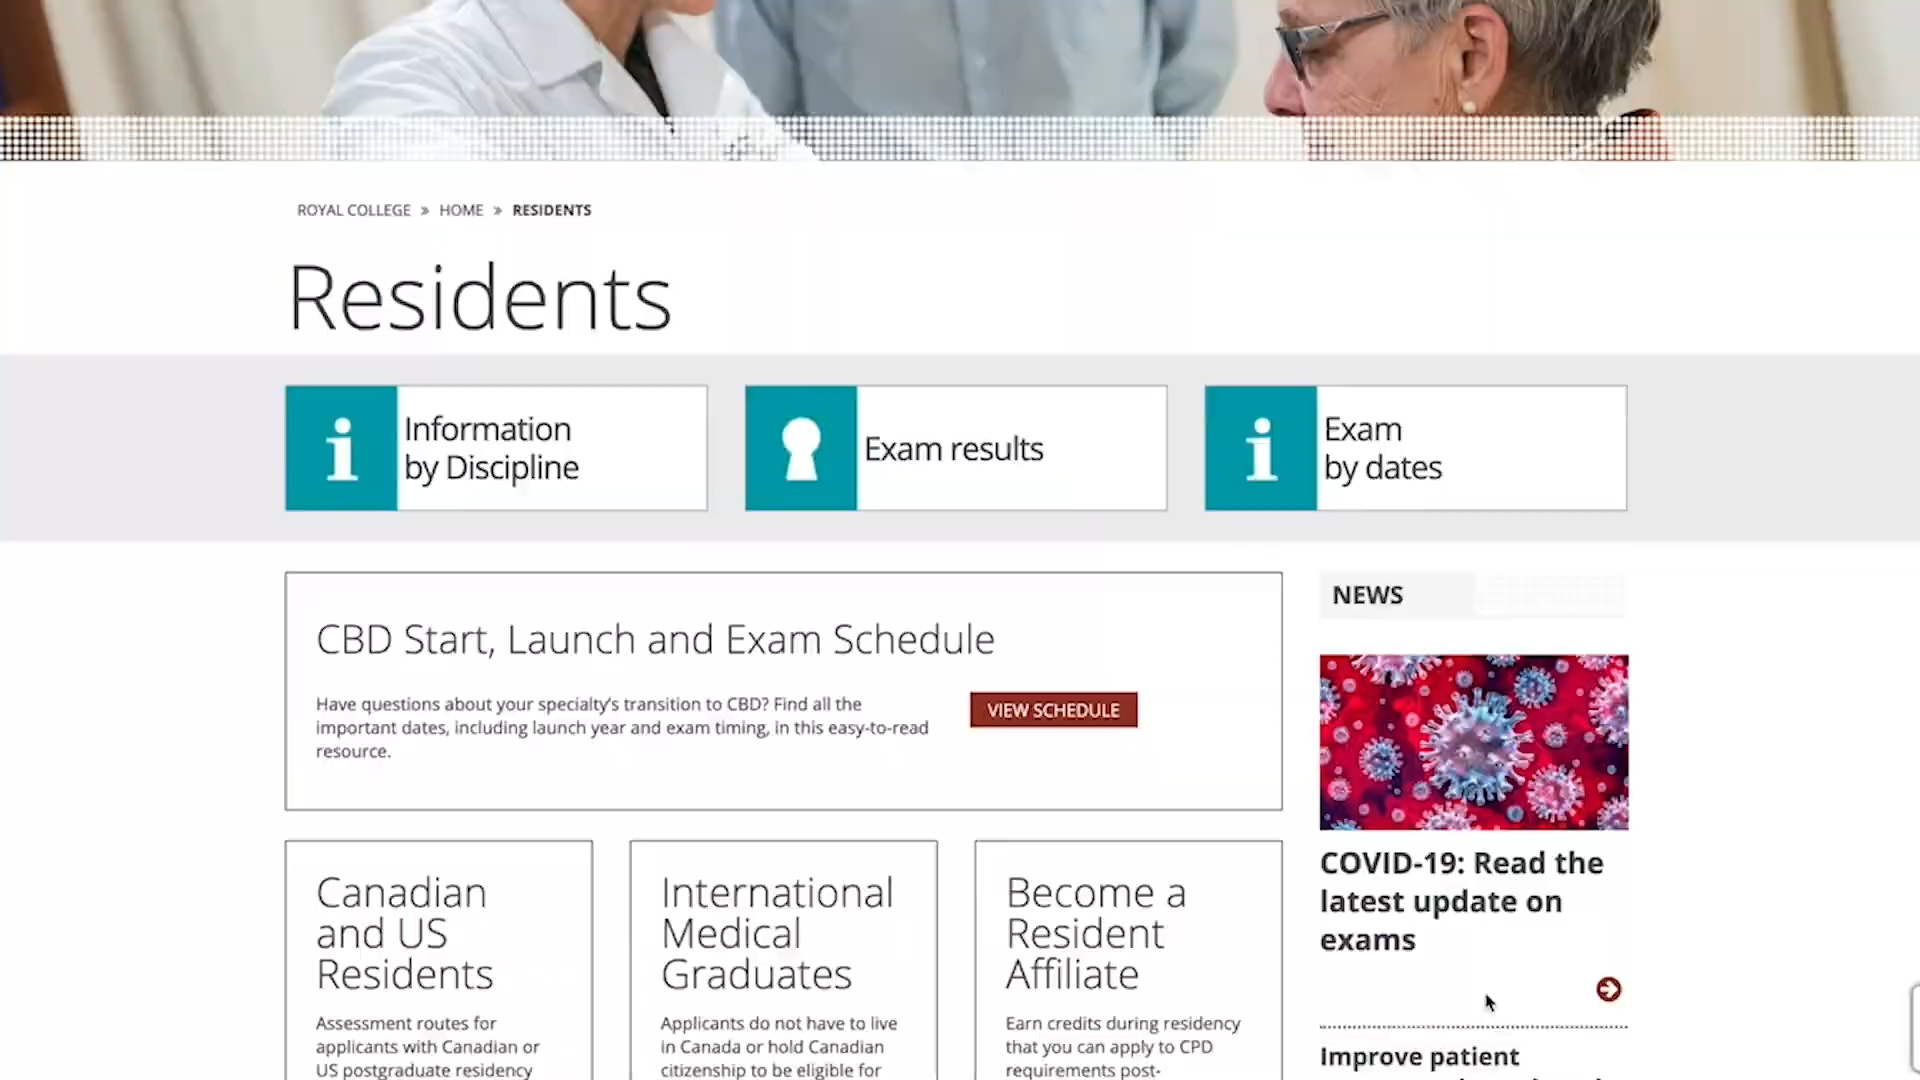 ROYAL COLLEGE » HOME » RESIDENTS
Residents
Information
by Discipline
Exam results
Exam
by dates
CBD Start, Launch and Exam Schedule
Have questions about your specialty's transition to CBD? Find all the
important dates, including launch year and exam timing, in this easy-to-read
resource.
VIEW SCHEDULE
Canadian
and US
Residents
Assessment routes for
applicants with Canadian or
US postgraduate residency
International
Medical
Graduates
Applicants do not have to live
in Canada or hold Canadian
citizenship to be eligible for
Become a
Resident
Affiliate
Earn credits during residency
that you can apply to CPD
requirements post-
NEWS
COVID-19: Read the
latest update on
exams
Improve patient